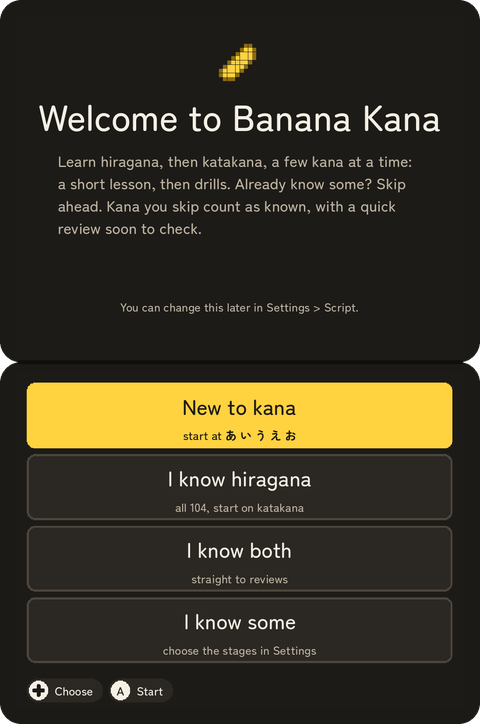 Welcome to Banana Kana
Learn hiragana, then katakana, a few kana at a time:
a short lesson, then drills. Already know some? Skip
ahead. Kana you skip count as known, with a quick
review soon to check.
You can change this later in Settings > Script.
New to kana
start at あ い う え お
I know hiragana
all 104, start on katakana
I know both
straight to reviews
I know some
choose the stages in Settings
Choose A Start